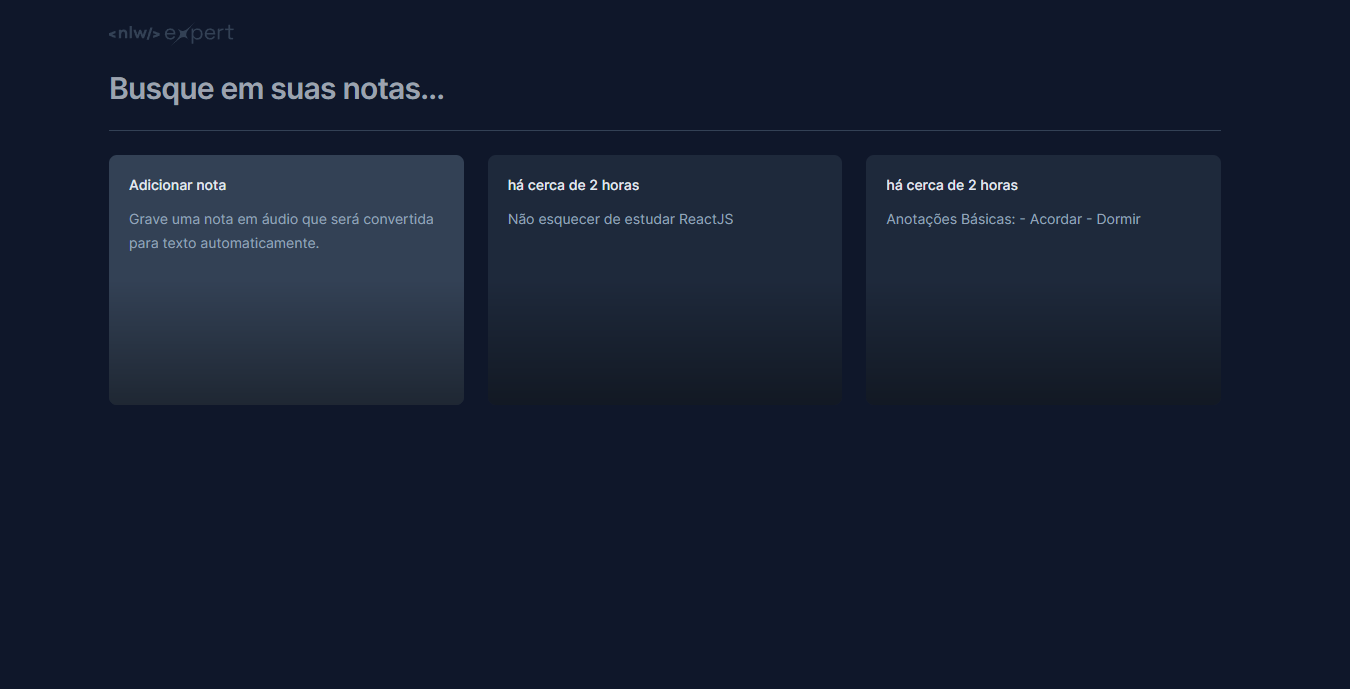 <nlw/> expert
Busque em suas notas...
Adicionar nota
Grave uma nota em áudio que será convertida
para texto automaticamente.
há cerca de 2 horas
Não esquecer de estudar ReactJS
há cerca de 2 horas
Anotações Básicas: - Acordar - Dormir